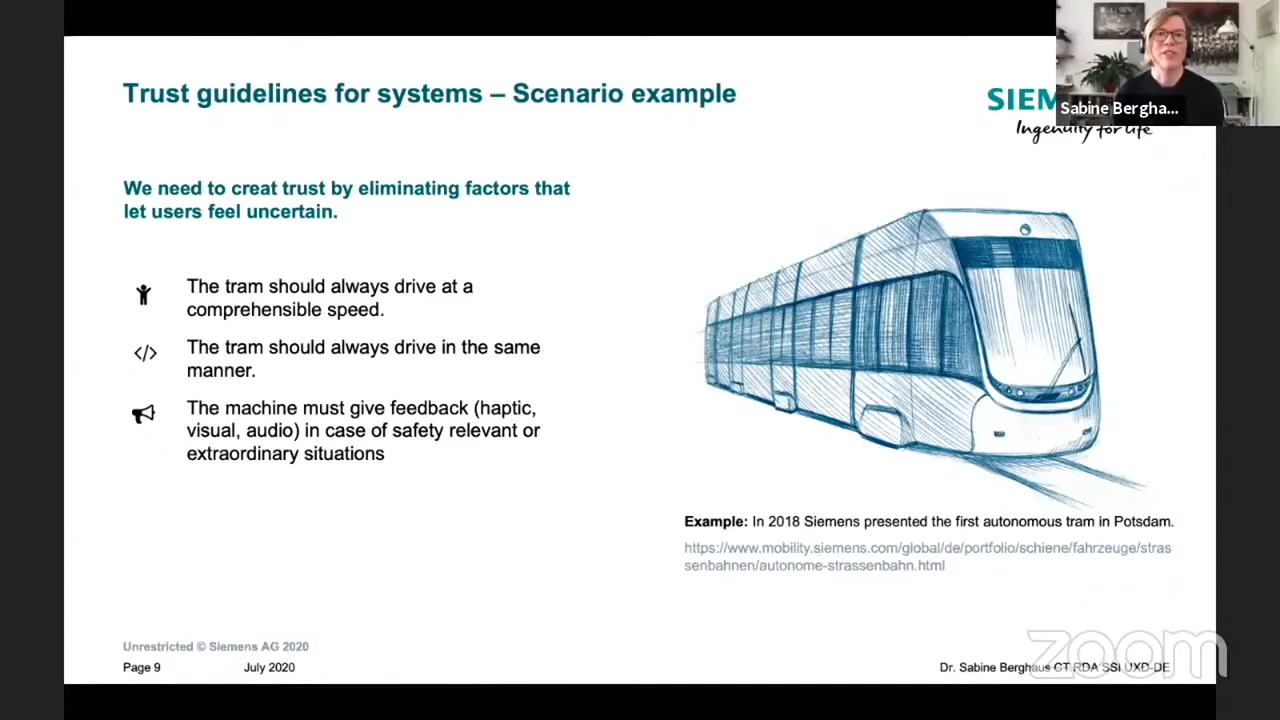 Trust guidelines for systems – Scenario example
SIEM
Ingenuity for life
Sabine Bergha...
We need to creat trust by eliminating factors that
let users feel uncertain.
The tram should always drive at a
comprehensible speed.
</>
The tram should always drive in the same
manner.
The machine must give feedback (haptic,
visual, audio) in case of safety relevant or
extraordinary situations
Example: In 2018 Siemens presented the first autonomous tram in Potsdam.
https://www.mobility.siemens.com/global/de/portfolio/schiene/fahrzeuge/stras
senbahnen/autonome-strassenbahn.html
Unrestricted © Siemens AG 2020
Page 9
July 2020
Dr. Sabine Berghaus CT RDA SSI UXD-DE
zoom